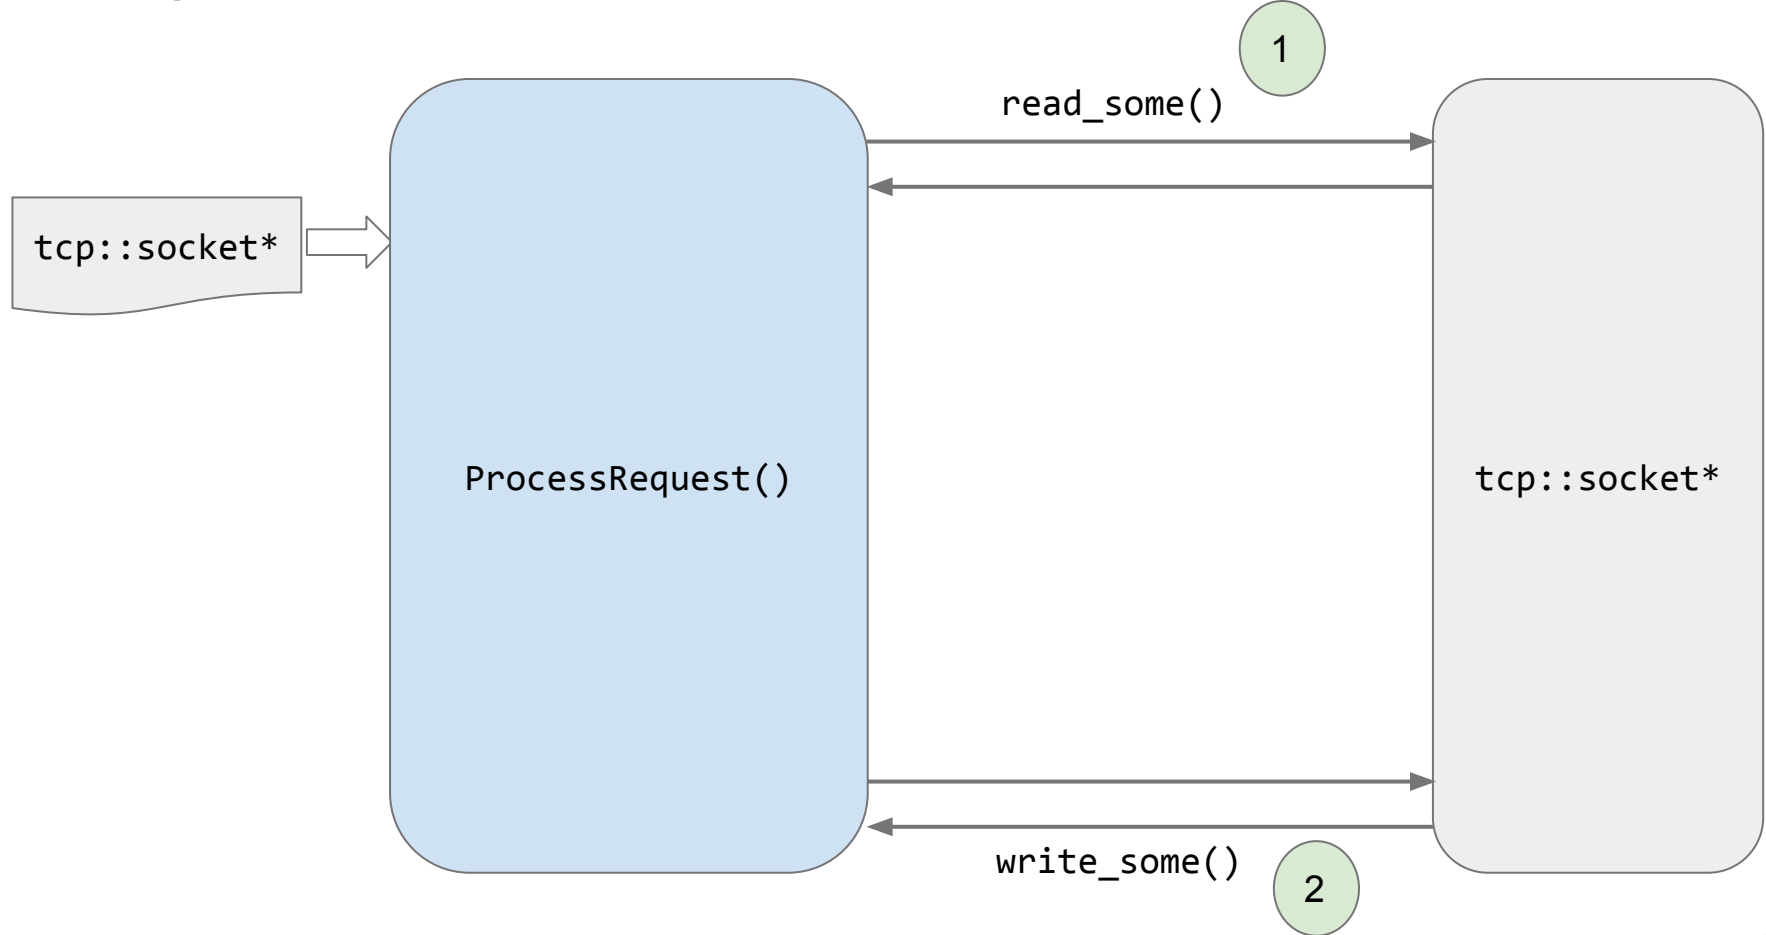 1
read_some()
tcp::socket*
ProcessRequest()
tcp::socket*
write_some()
2